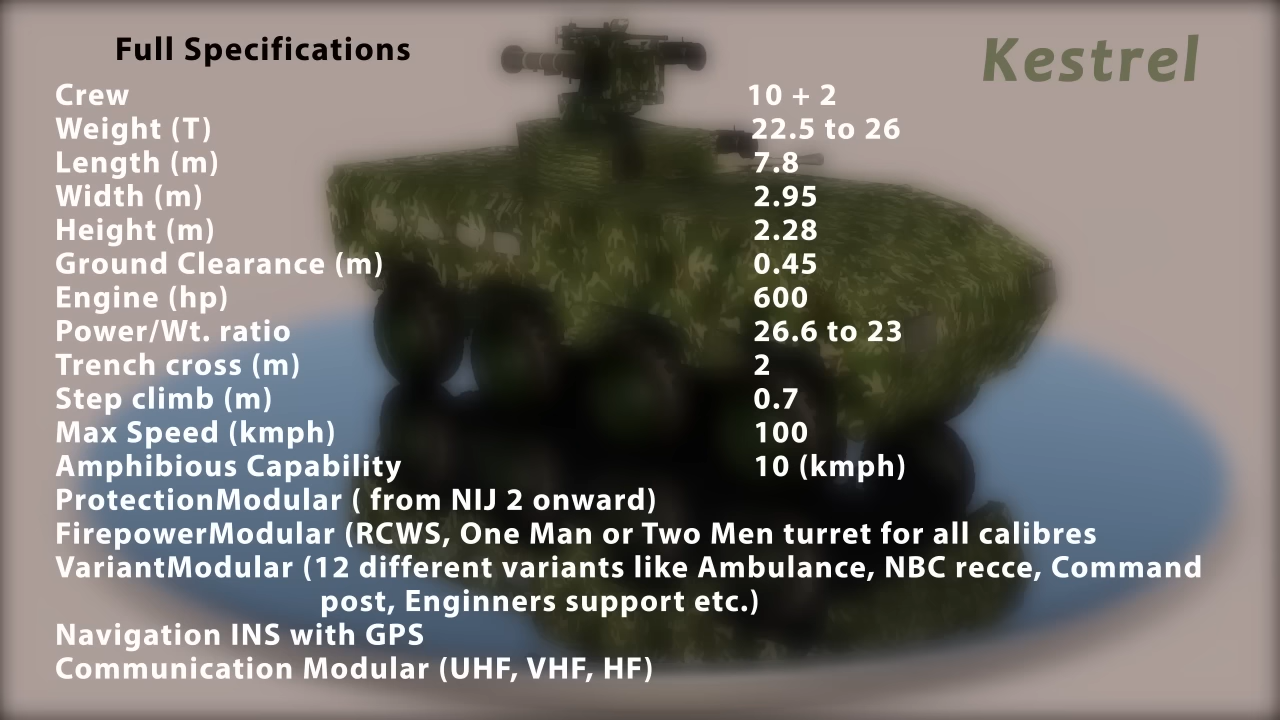 Full Specifications
Kestrel
Crew 10 + 2
Weight (T) 22.5 to 26
Length (m) 7.8
Width (m) 2.95
Height (m) 2.28
Ground Clearance (m) 0.45
Engine (hp) 600
Power/Wt. ratio 26.6 to 23
Trench cross (m) 2
Step climb (m) 0.7
Max Speed (kmph) 100
Amphibious Capability 10 (kmph)
ProtectionModular ( from NIJ 2 onward)
FirepowerModular (RCWS, One Man or Two Men turret for all calibres
VariantModular (12 different variants like Ambulance, NBC recce, Command
post, Enginners support etc.)
Navigation INS with GPS
Communication Modular (UHF, VHF, HF)